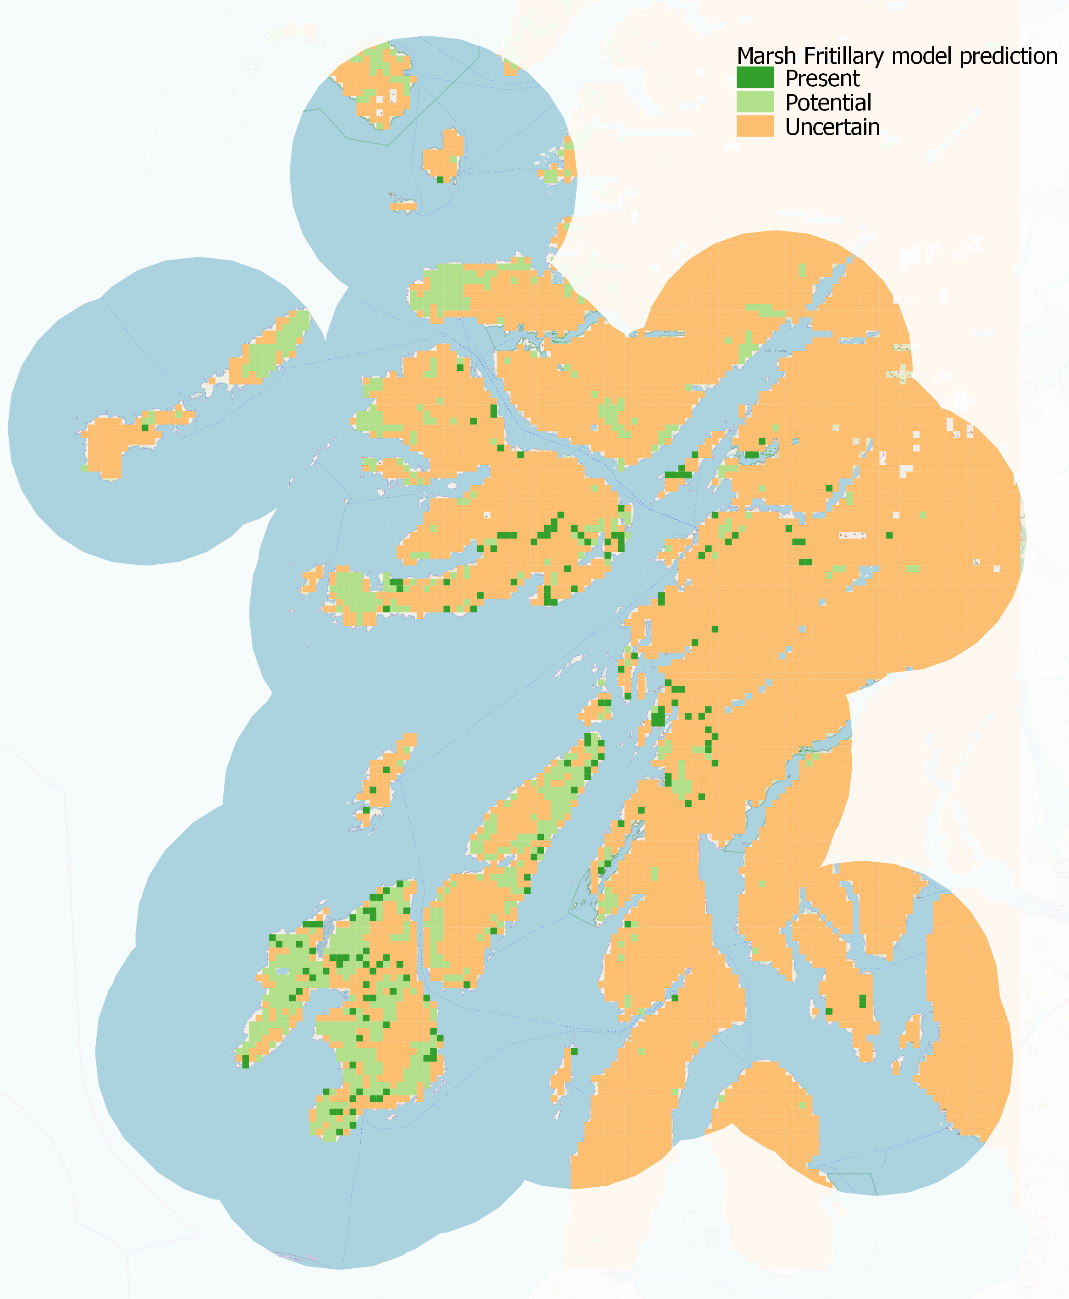 Marsh Fritillary model prediction
Present
Potential
Uncertain